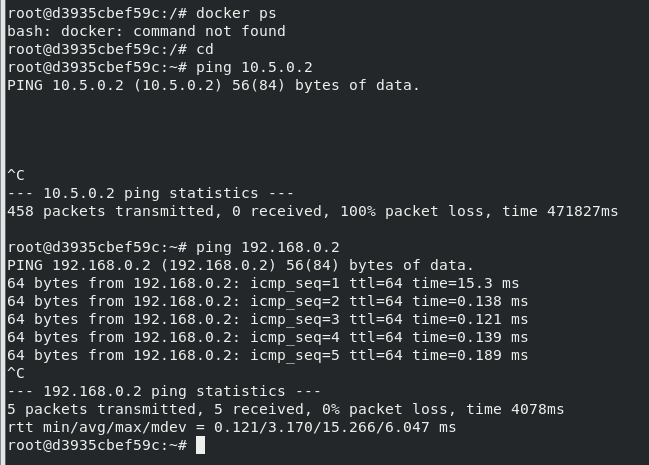 root@d3935cbef59c:/# docker ps
bash: docker: command not found
root@d3935cbef59c:/# cd
root@d3935cbef59c:~# ping 10.5.0.2
PING 10.5.0.2 (10.5.0.2) 56(84) bytes of data.
^C
--- 10.5.0.2 ping statistics ---
458 packets transmitted, 0 received, 100% packet loss, time 471827ms
root@d3935cbef59c:~# ping 192.168.0.2
PING 192.168.0.2 (192.168.0.2) 56(84) bytes of data.
64 bytes from 192.168.0.2: icmp_seq=1 ttl=64 time=15.3 ms
64 bytes from 192.168.0.2: icmp_seq=2 ttl=64 time=0.138 ms
64 bytes from 192.168.0.2: icmp_seq=3 ttl=64 time=0.121 ms
64 bytes from 192.168.0.2: icmp_seq=4 ttl=64 time=0.139 ms
64 bytes from 192.168.0.2: icmp_seq=5 ttl=64 time=0.189 ms
^C
--- 192.168.0.2 ping statistics ---
5 packets transmitted, 5 received, 0% packet loss, time 4078ms
rtt min/avg/max/mdev = 0.121/3.170/15.266/6.047 ms
root@d3935cbef59c:~#